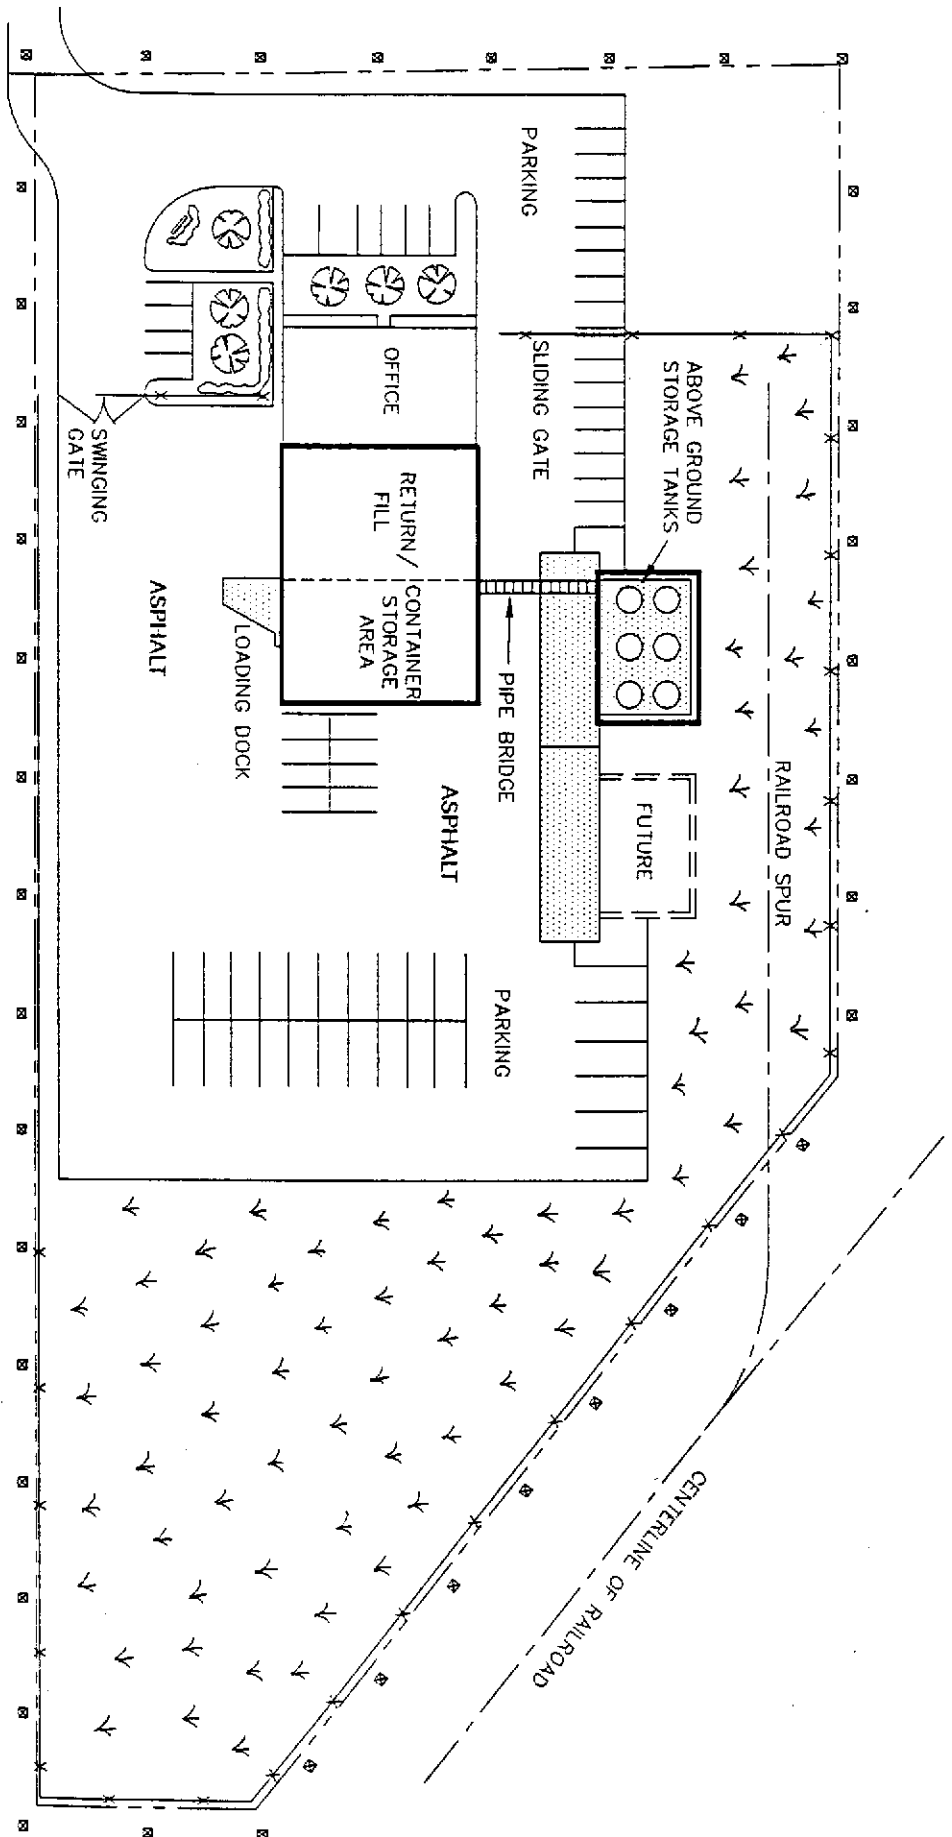 PARKING
SLIDING GATE
ABOVE GROUND
STORAGE TANKS
OFFICE
SWINGING
GATE
RETURN/
FILL
CONTAINER
STORAGE
AREA
ASPHALT
LOADING DOCK
PIPE BRIDGE
ASPHALT
FUTURE
RAILROAD SPUR
PARKING
CENTERLINE OF RAILROAD